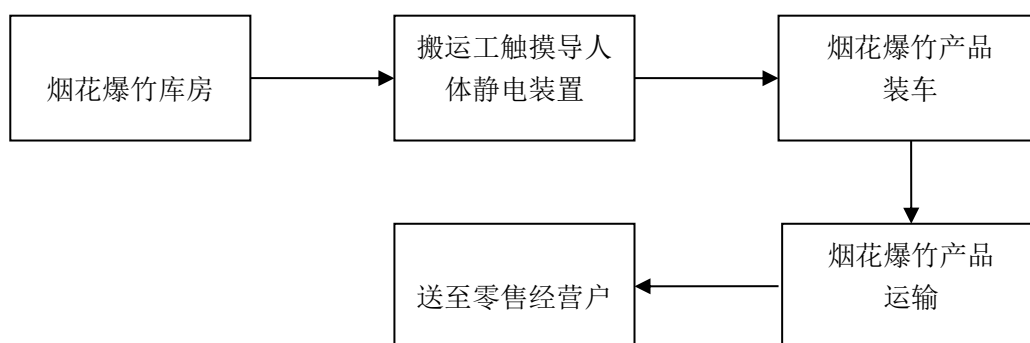 烟花爆竹库房
搬运工触摸导人
体静电装置
烟花爆竹产品
装车
烟花爆竹产品
运输
送至零售经营户